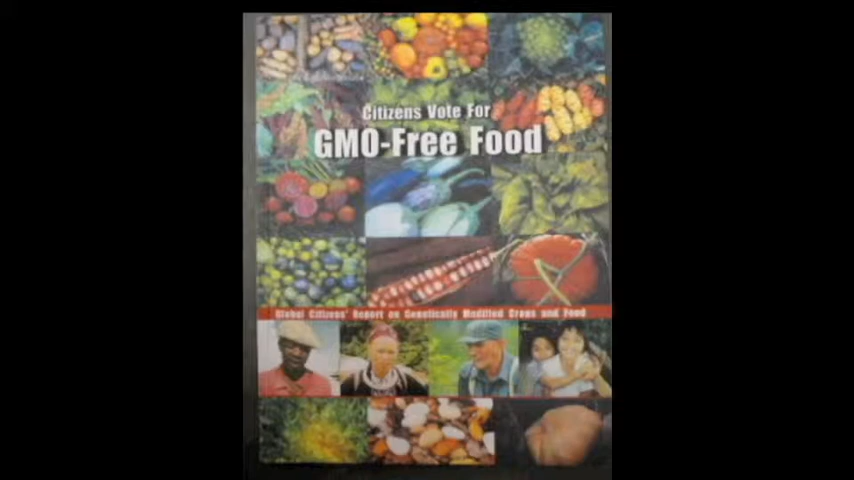 Citizens Vote For
GMO-Free Food
Global Citizens' Report on Genetically Modified Crops and Food